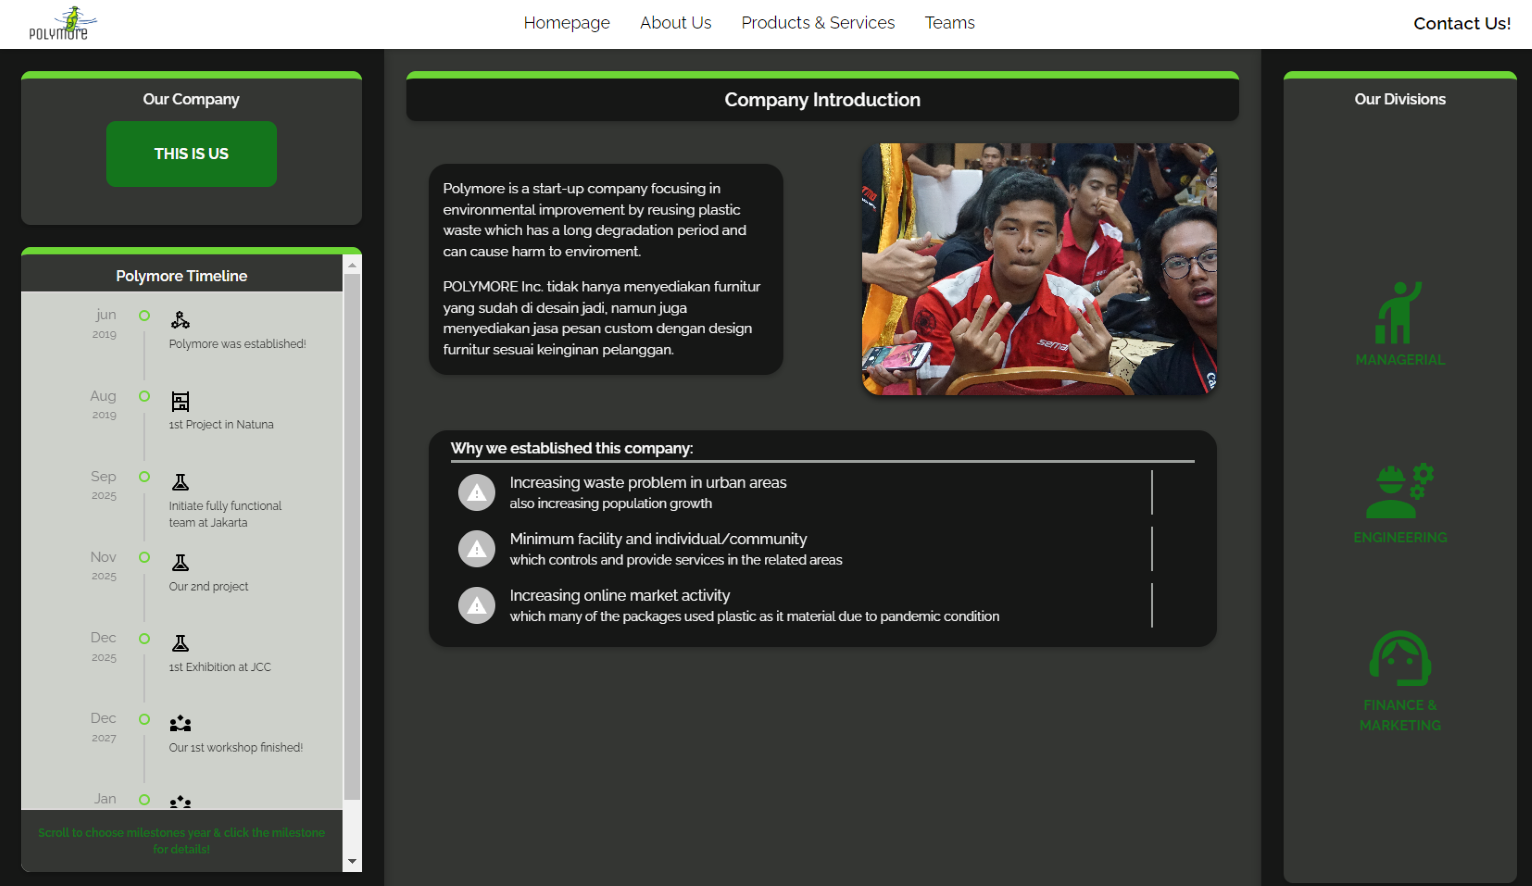 POLYMORE
Homepage
About Us
Products & Services
Teams
Contact Us!
Our Company
THIS IS US
Polymore Timeline
jun
2019
Polymore was established!
Aug
2019
1st Project in Natuna
Sep
2025
Initiate fully functional
team at Jakarta
Nov
2025
Our 2nd project
Dec
2025
1st Exhibition at JCC
Dec
2027
Our 1st workshop finished!
Jan
Scroll to choose milestones year & click the milestone
for details!
Company Introduction
Polymore is a start-up company focusing in
environmental improvement by reusing plastic
waste which has a long degradation period and
can cause harm to enviroment.
POLYMORE Inc. tidak hanya menyediakan furnitur
yang sudah di desain jadi, namun juga
menyediakan jasa pesan custom dengan design
furnitur sesuai keinginan pelanggan.
Why we established this company:
Increasing waste problem in urban areas
also increasing population growth
Minimum facility and individual/community
which controls and provide services in the related areas
Increasing online market activity
which many of the packages used plastic as it material due to pandemic condition
Our Divisions
MANAGERIAL
ENGINEERING
FINANCE &
MARKETING